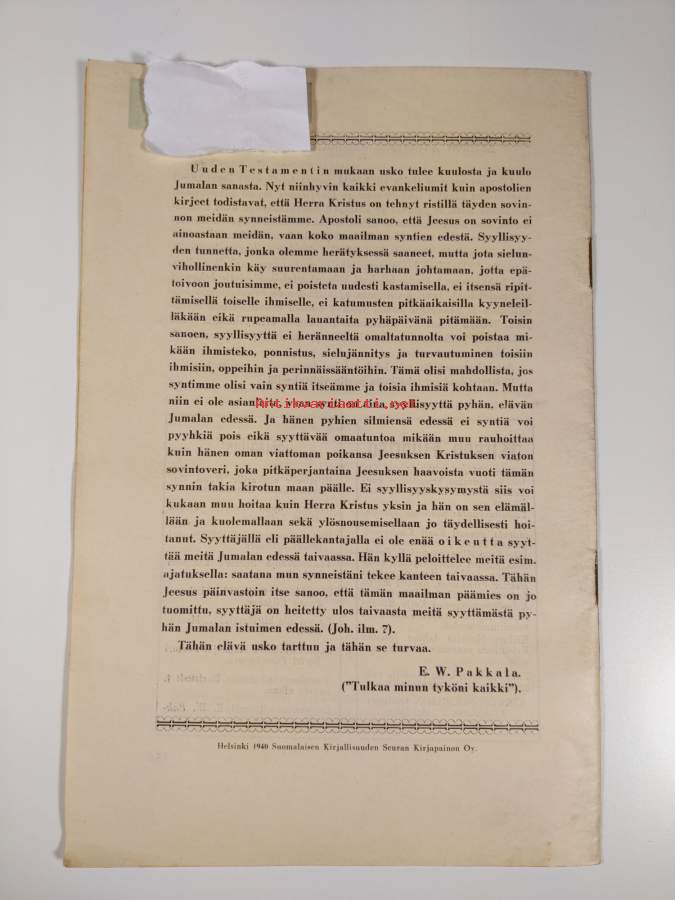 Uuden Testamentin mukaan usko tulee kuulosta ja kuulo
Jumalan sanasta. Nyt niinhyvin kaikki evankeliumit kuin apostolien
kirjeet todistavat, että Herra Kristus on tehnyt ristillä täyden sovin-
non meidän synneistämme. Apostoli sanoo, että Jeesus on sovinto ei
ainoastaan meidän, vaan koko maailman syntien edestä. Syyllisyy-
den tunnetta, jonka olemme herätyksessä saaneet, mutta jota sielun-
vihollinenkin käy suurentamaan ja harhaan johtamaan, jotta epä-
toivoon joutuisimme, ei poisteta uudesti kastamisella, ei itsensä ripit-
tämisellä toiselle ihmiselle, ei katumusten pitkäaikaisilla kyyneleil-
läkään eikä rupeamalla lauantaita pyhäpäivänä pitämään. Toisin
sanoen, syyllisyyttä ei heränneeltä omaltatunnolta voi poistaa mi-
kään ihmisteko, ponnistus, sielujännitys ja turvautuminen toisiin
ihmisiin, oppeihin ja perinnäissääntöihin. Tämä olisi mahdollista, jos
syntimme olisi vain syntiä itseämme ja toisia ihmisiä kohtaan. Mutta
niin ei ole asianlaita, vaan synti on aina syyllisyyttä pyhän, elävän
Antikvariaatti.net
Jumalan edessä. Ja hänen pyhien silmiensä edessä ei syntiä voi
pyyhkiä pois eikä syyttävää omaatuntoa mikään muu rauhoittaa
kuin hänen oman viattoman poikansa Jeesuksen Kristuksen viaton
sovintoveri, joka pitkäperjantaina Jeesuksen haavoista vuoti tämän
synnin takia kirotun maan päälle. Ei syyllisyyskysymystä siis voi
kukaan muu hoitaa kuin Herra Kristus yksin ja hän on sen elämäl-
lään ja kuolemallaan sekä ylösnousemisellaan jo täydellisesti hoi-
tanut. Syyttäjällä eli päällekantajalla ei ole enää oikeutta syyt-
tää meitä Jumalan edessä taivaassa. Hän kyllä peloittelee meitä esim.
ajatuksella: saatana mun synneistäni tekee kanteen taivaassa. Tähän
Jeesus päinvastoin itse sanoo, että tämän maailman päämies on jo
tuomittu, syyttäjä on heitetty ulos taivaasta meitä syyttämästä py-
hän Jumalan istuimen edessä. (Joh. ilm. 7).
Tähän elävä usko tarttuu ja tähän se turvaa.
E. W. Pakkala.
("Tulkaa minun tyköni kaikki").
Helsinki 1940 Suomalaisen Kirjallisuuden Seuran Kirjapainon Oy.